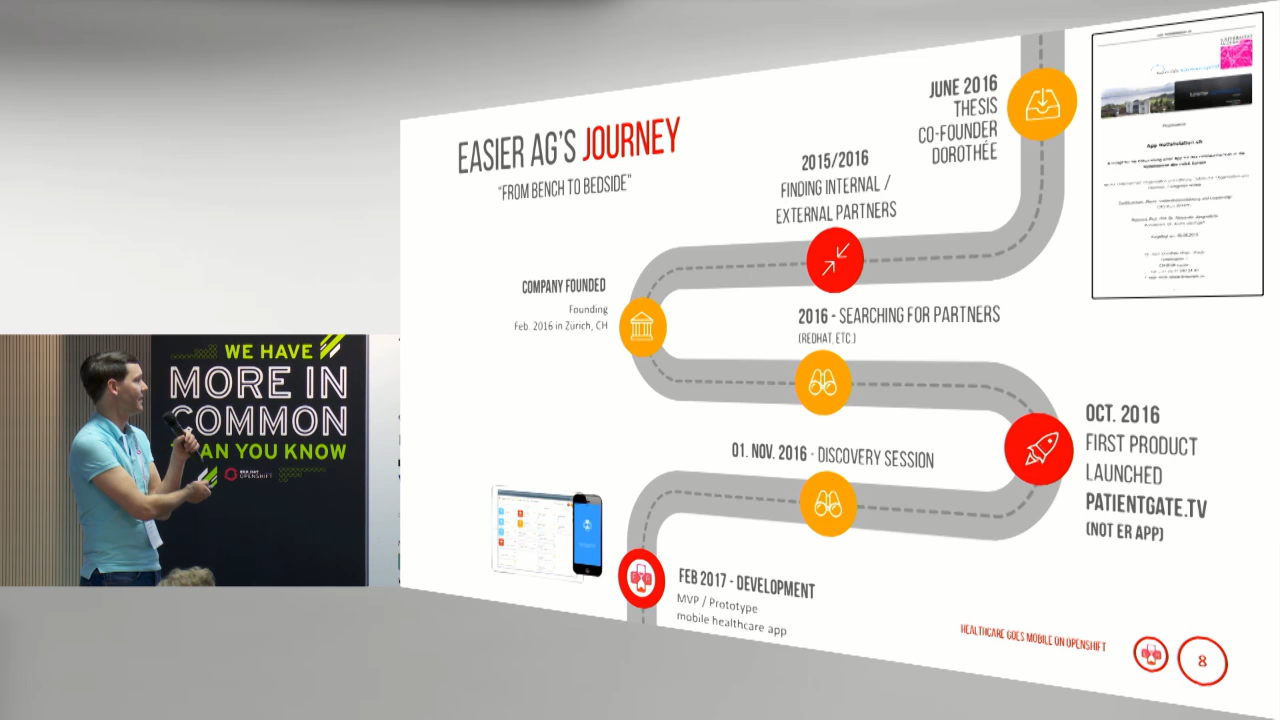 EASIER AG'S JOURNEY
"FROM BENCH TO BEDSIDE"
JUNE 2016
THESIS
CO-FOUNDER
DOROTHÉE
2015/2016
FINDING INTERNAL /
EXTERNAL PARTNERS
COMPANY FOUNDED
Founding
Feb. 2016 in Zürich, CH
2016 - SEARCHING FOR PARTNERS
(REDHAT, ETC.)
OCT. 2016
FIRST PRODUCT
LAUNCHED
PATIENTGATE.TV
(NOT ER APP)
01. NOV. 2016 - DISCOVERY SESSION
FEB 2017 - DEVELOPMENT
MVP / Prototype
mobile healthcare app
HEALTHCARE GOES MOBILE ON OPENSHIFT
8
WE HAVE
MORE IN
COMMON
AN YOU KNOW
RED HAT
OPENSHIFT